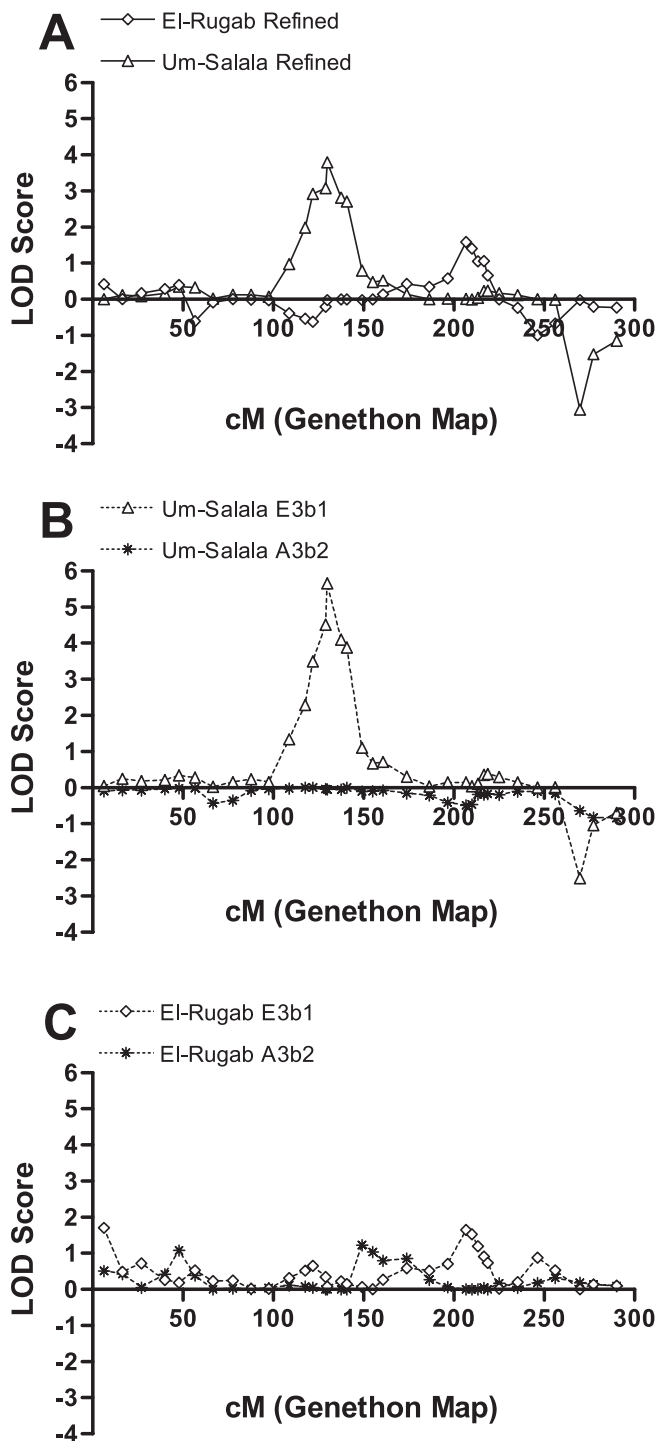 A
El-Rugab Refined
Um-Salala Refined
6
5
4
3
2
1
0
-1
-2
-3
-4
LOD Score
50 100 150 200 250 300
cM (Genethon Map)
B
Um-Salala E3b1
Um-Salala A3b2
6
5
4
3
2
1
0
-1
-2
-3
-4
LOD Score
50 100 150 200 250 300
cM (Genethon Map)
C
El-Rugab E3b1
El-Rugab A3b2
6
5
4
3
2
1
0
-1
-2
-3
-4
LOD Score
50 100 150 200 250 300
cM (Genethon Map)